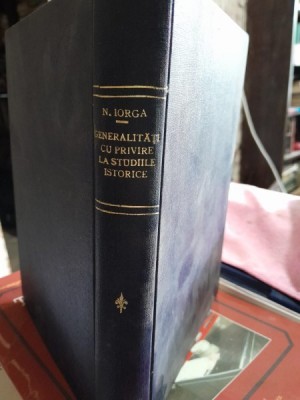 N. IORGA
GENERALITĂȚI
CU PRIVIRE
LA STUDIILE
ISTORICE